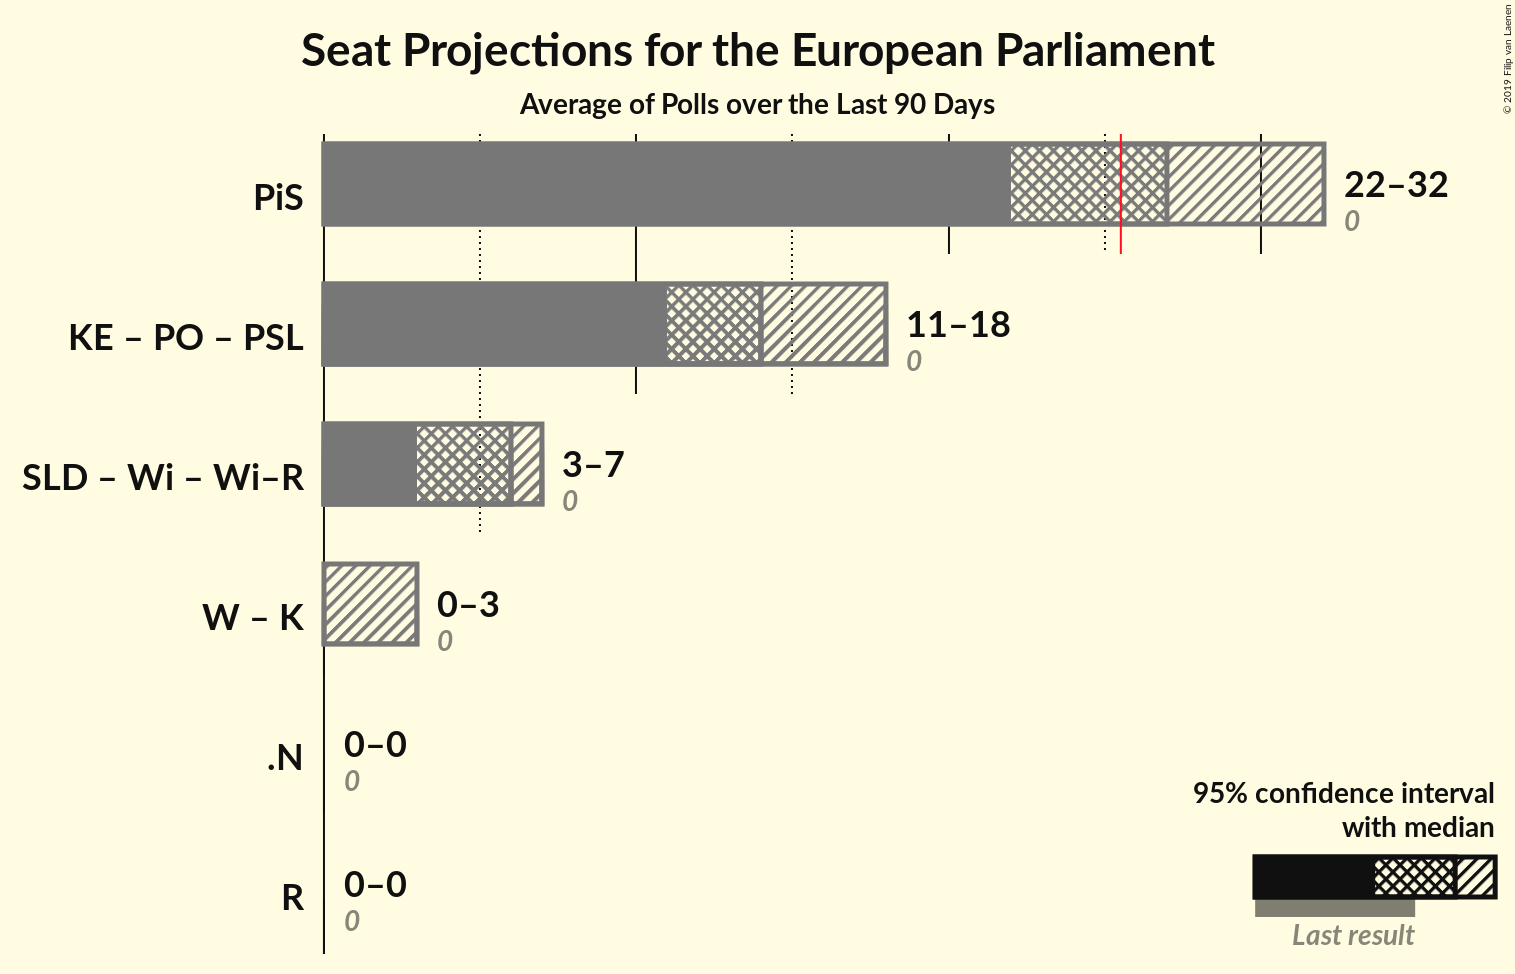 Seat Projections for the European Parliament
Average of Polls over the Last 90 Days
© 2019 Filip van Laenen
PiS
22–32
0
KE – PO – PSL
11–18
0
SLD – Wi – Wi–R
3–7
0
W – K
0–3
0
.N
0–0
0
R
0–0
0
95% confidence interval
with median
Last result